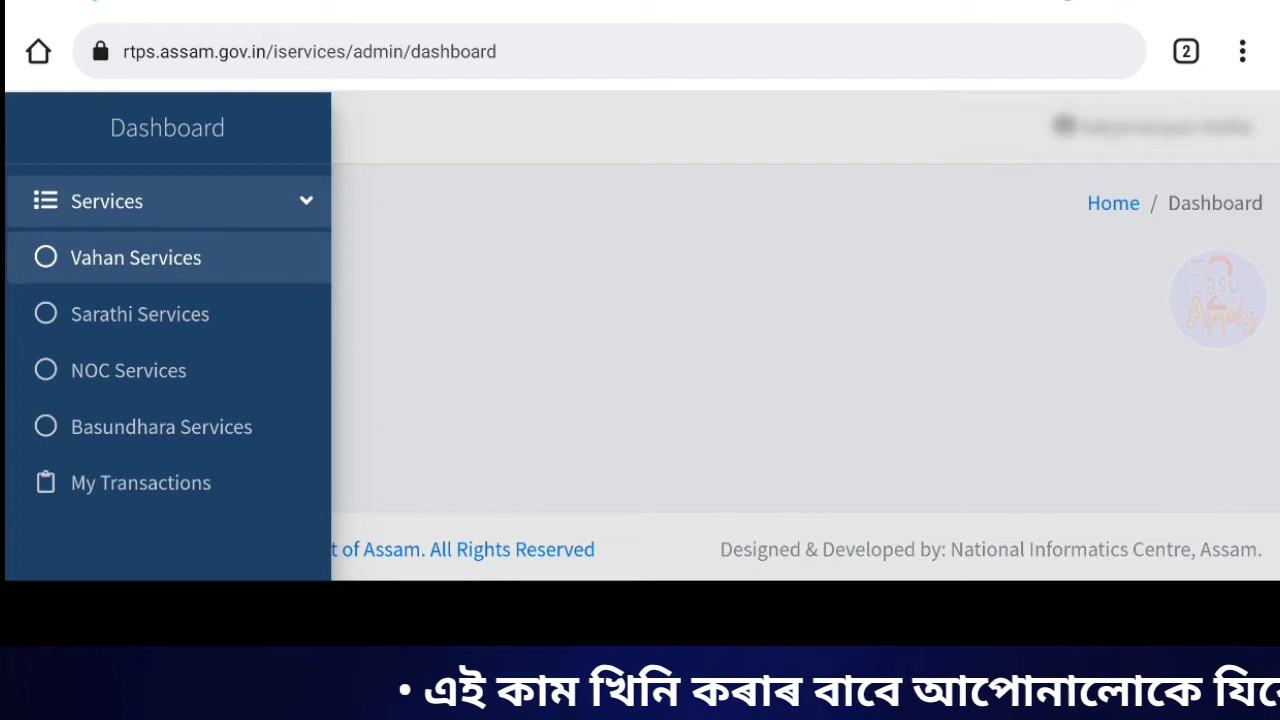 2
rtps.assam.gov.in/iservices/admin/dashboard
Dashboard
Services
Home / Dashboard
Vahan Services
Sarathi Services
NOC Services
Basundhara Services
My Transactions
t of Assam. All Rights Reserved
Designed & Developed by: National Informatics Centre, Assam.
• এই কাম খিনি কৰাৰ বাবে আপোনালোকে